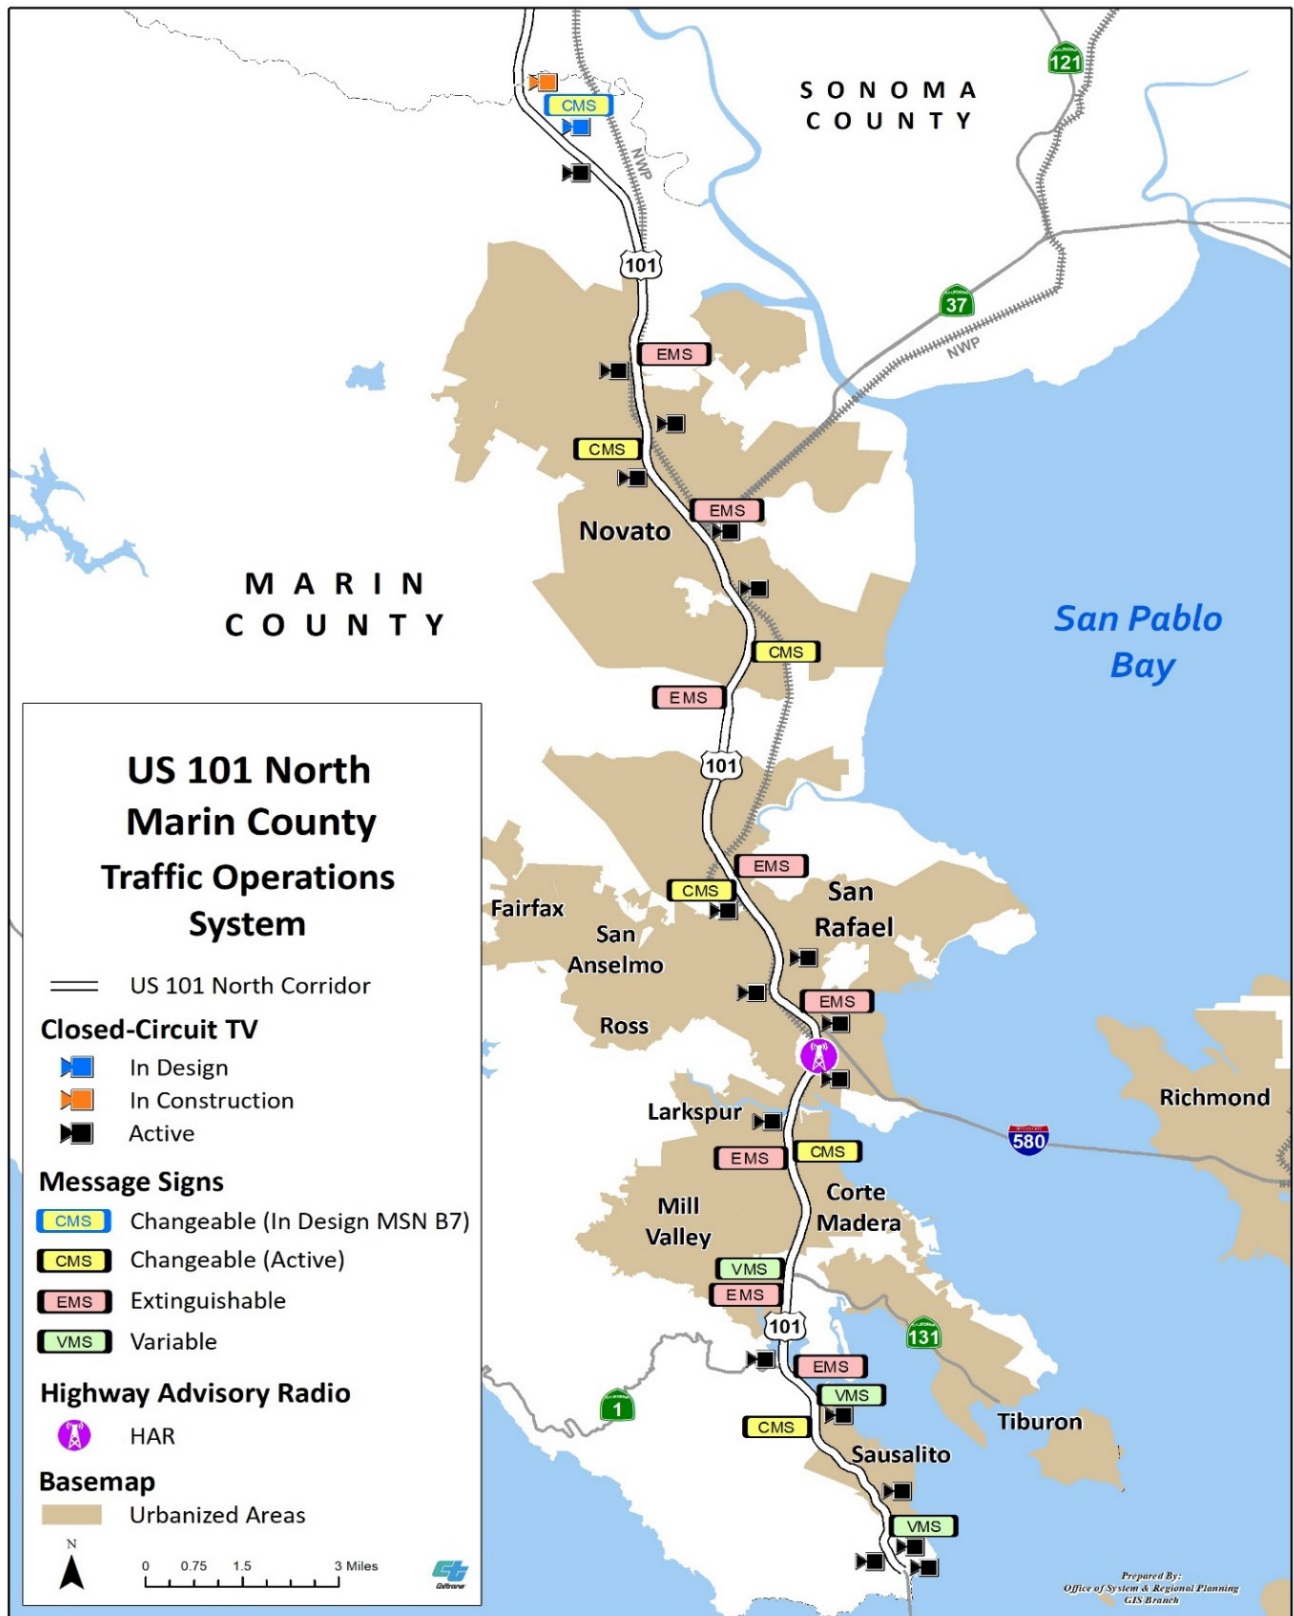 SONOMA
COUNTY
CALIFORNIA
121
CMS
NWP
101
CALIFORNIA
37
NWP
EMS
CMS
EMS
Novato
MARIN
COUNTY
San Pablo
Bay
CMS
EMS
101
EMS
CMS
San
Rafael
Fairfax
San
Anselmo
EMS
Ross
Larkspur
Richmond
580
EMS
CMS
Corte
Madera
Mill
Valley
VMS
EMS
101
CALIFORNIA
131
EMS
VMS
CALIFORNIA
1
CMS
Tiburon
Sausalito
VMS
US 101 North
Marin County
Traffic Operations
System
US 101 North Corridor
Closed-Circuit TV
In Design
In Construction
Active
Message Signs
CMS Changeable (In Design MSN B7)
CMS Changeable (Active)
EMS Extinguishable
VMS Variable
Highway Advisory Radio
HAR
Basemap
Urbanized Areas
N
0 0.75 1.5 3 Miles
Caltrans
Prepared By:
Office of System & Regional Planning
GIS Branch